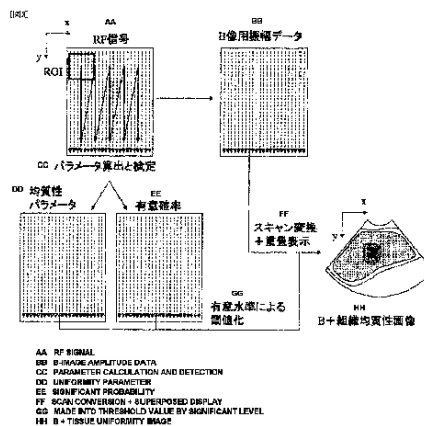 AA
RF信号
BB
B像用振幅データ
x
y
ROI
CC パラメータ算出と検定
DD 均質性
パラメータ
EE
有意確率
FF
スキャン変換
+重畳表示
x
y
GG
有意水準による
閾値化
HH
B+組織均質性画像
AA RF SIGNAL
BB B-IMAGE AMPLITUDE DATA
CC PARAMETER CALCULATION AND DETECTION
DD UNIFORMITY PARAMETER
EE SIGNIFICANT PROBABILITY
FF SCAN CONVERSION + SUPERPOSED DISPLAY
GG MADE INTO THRESHOLD VALUE BY SIGNIFICANT LEVEL
HH B + TISSUE UNIFORMITY IMAGE